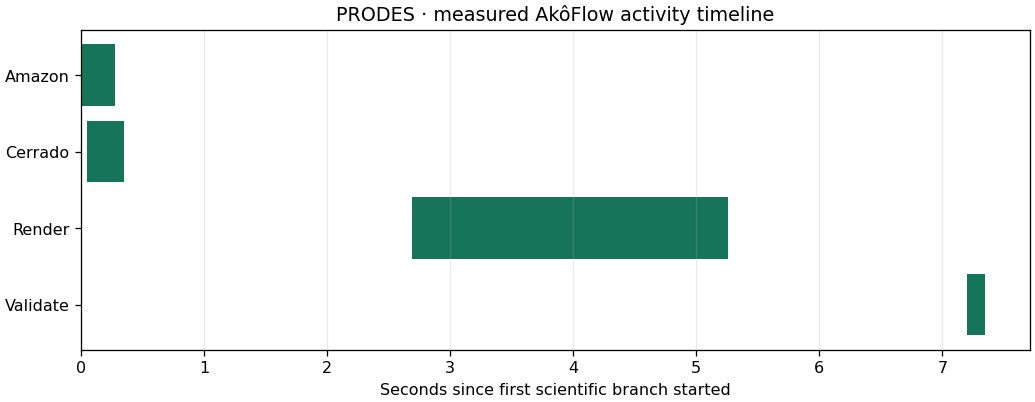 PRODES · measured AkôFlow activity timeline
Amazon
Cerrado
Render
Validate
0 1 2 3 4 5 6 7
Seconds since first scientific branch started